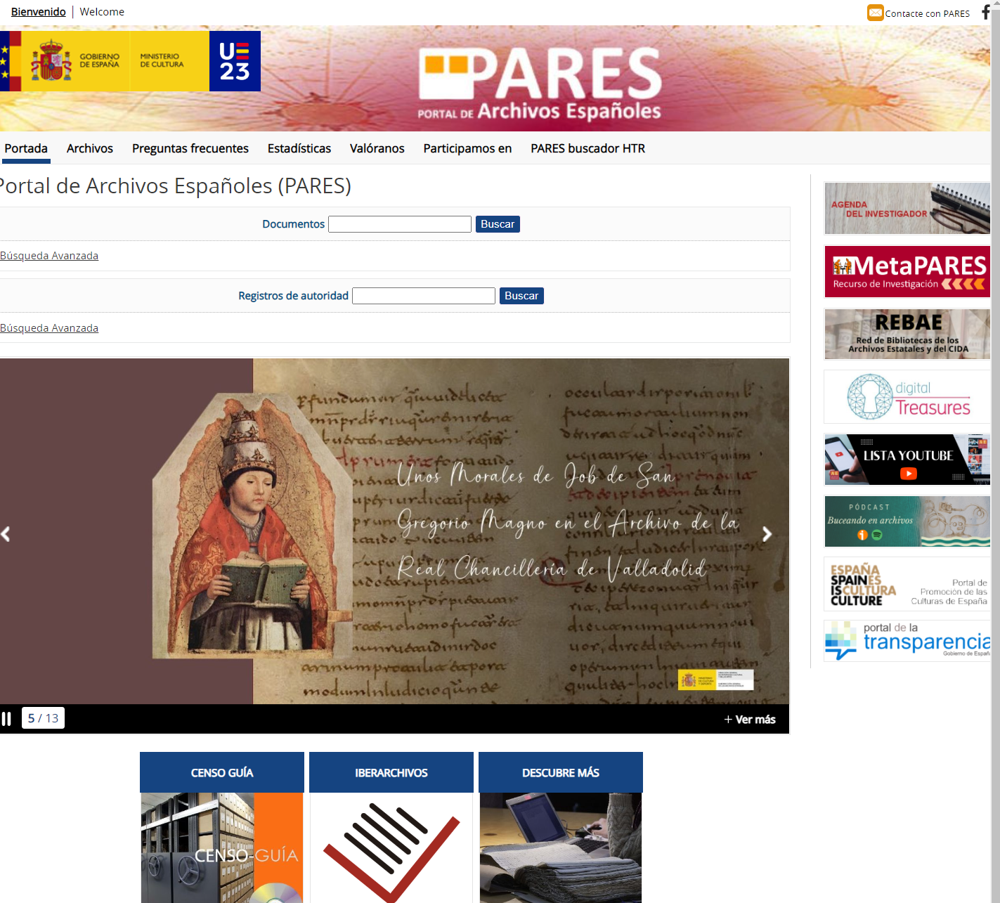 Bienvenido | Welcome
Contacte con PARES
GOBIERNO
DE ESPAÑA
MINISTERIO
DE CULTURA
UE
23
PARES
PORTAL DE Archivos Españoles
Portada Archivos Preguntas frecuentes Estadísticas Valóranos Participamos en PARES buscador HTR
Portal de Archivos Españoles (PARES)
Documentos Buscar
Búsqueda Avanzada
Registros de autoridad Buscar
Búsqueda Avanzada
Unos Morales de Job de San
Gregorio Magno en el Archivo de la
Real Chancillería de Valladolid
5 / 13
+ Ver más
CENSO GUÍA
IBERARCHIVOS
DESCUBRE MÁS
CENSO-GUÍA
AGENDA
DEL INVESTIGADOR
MetaPARES
Recurso de Investigación
REBAE
Red de Bibliotecas de los
Archivos Estatales y del CIDA
digital
Treasures
LISTA YOUTUBE
PÓDCAST
Buceando en archivos
ESPAÑA
SPAIN ES
IS CULTURA
CULTURE
Portal de
Promoción de las
Culturas de España
portal de la
transparencia
Gobierno de España